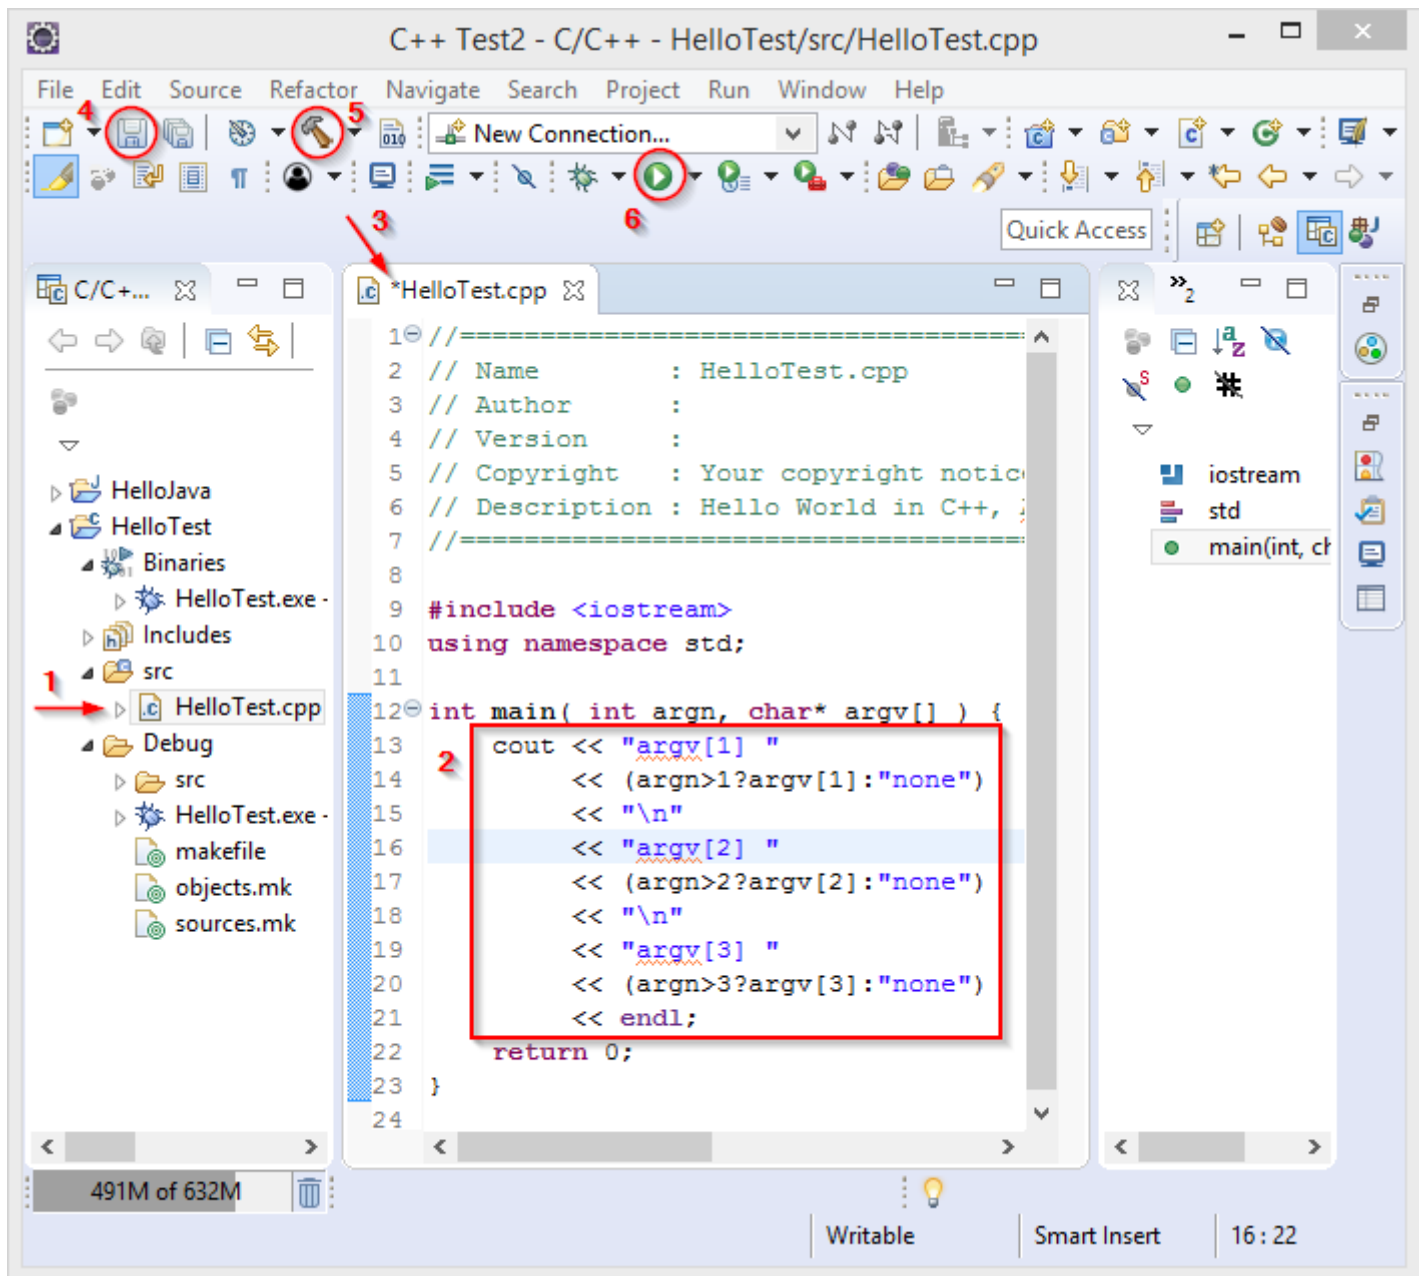 C++ Test2 - C/C++ - HelloTest/src/HelloTest.cpp
File Edit Source Refactor Navigate Search Project Run Window Help
4
5
010
New Connection...
3
6
Quick Access
C/C+...
*HelloTest.cpp
»2
1 //===================================
2 // Name        : HelloTest.cpp
3 // Author      :
4 // Version     :
5 // Copyright   : Your copyright notic
6 // Description : Hello World in C++,
7 //===================================
8
9 #include <iostream>
10 using namespace std;
11
12 int main( int argn, char* argv[] ) {
13     cout << "argv[1] "
14          << (argn>1?argv[1]:"none")
15          << "\n"
16          << "argv[2] "
17          << (argn>2?argv[2]:"none")
18          << "\n"
19          << "argv[3] "
20          << (argn>3?argv[3]:"none")
21          << endl;
22     return 0;
23 }
24
2
HelloJava
HelloTest
Binaries
HelloTest.exe -
Includes
src
1
HelloTest.cpp
Debug
src
HelloTest.exe -
makefile
objects.mk
sources.mk
iostream
std
main(int, ch
491M of 632M
Writable
Smart Insert
16 : 22